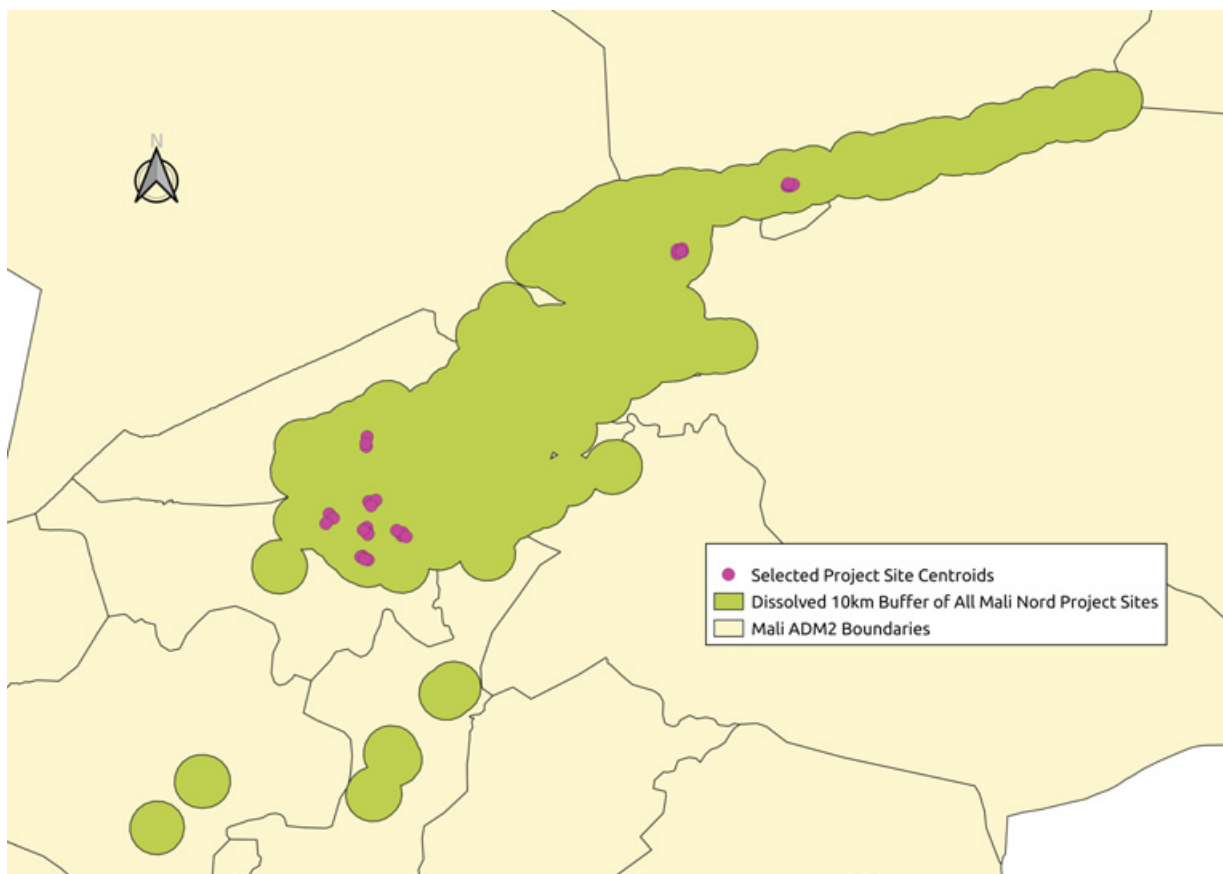 N
Selected Project Site Centroids
Dissolved 10km Buffer of All Mali Nord Project Sites
Mali ADM2 Boundaries